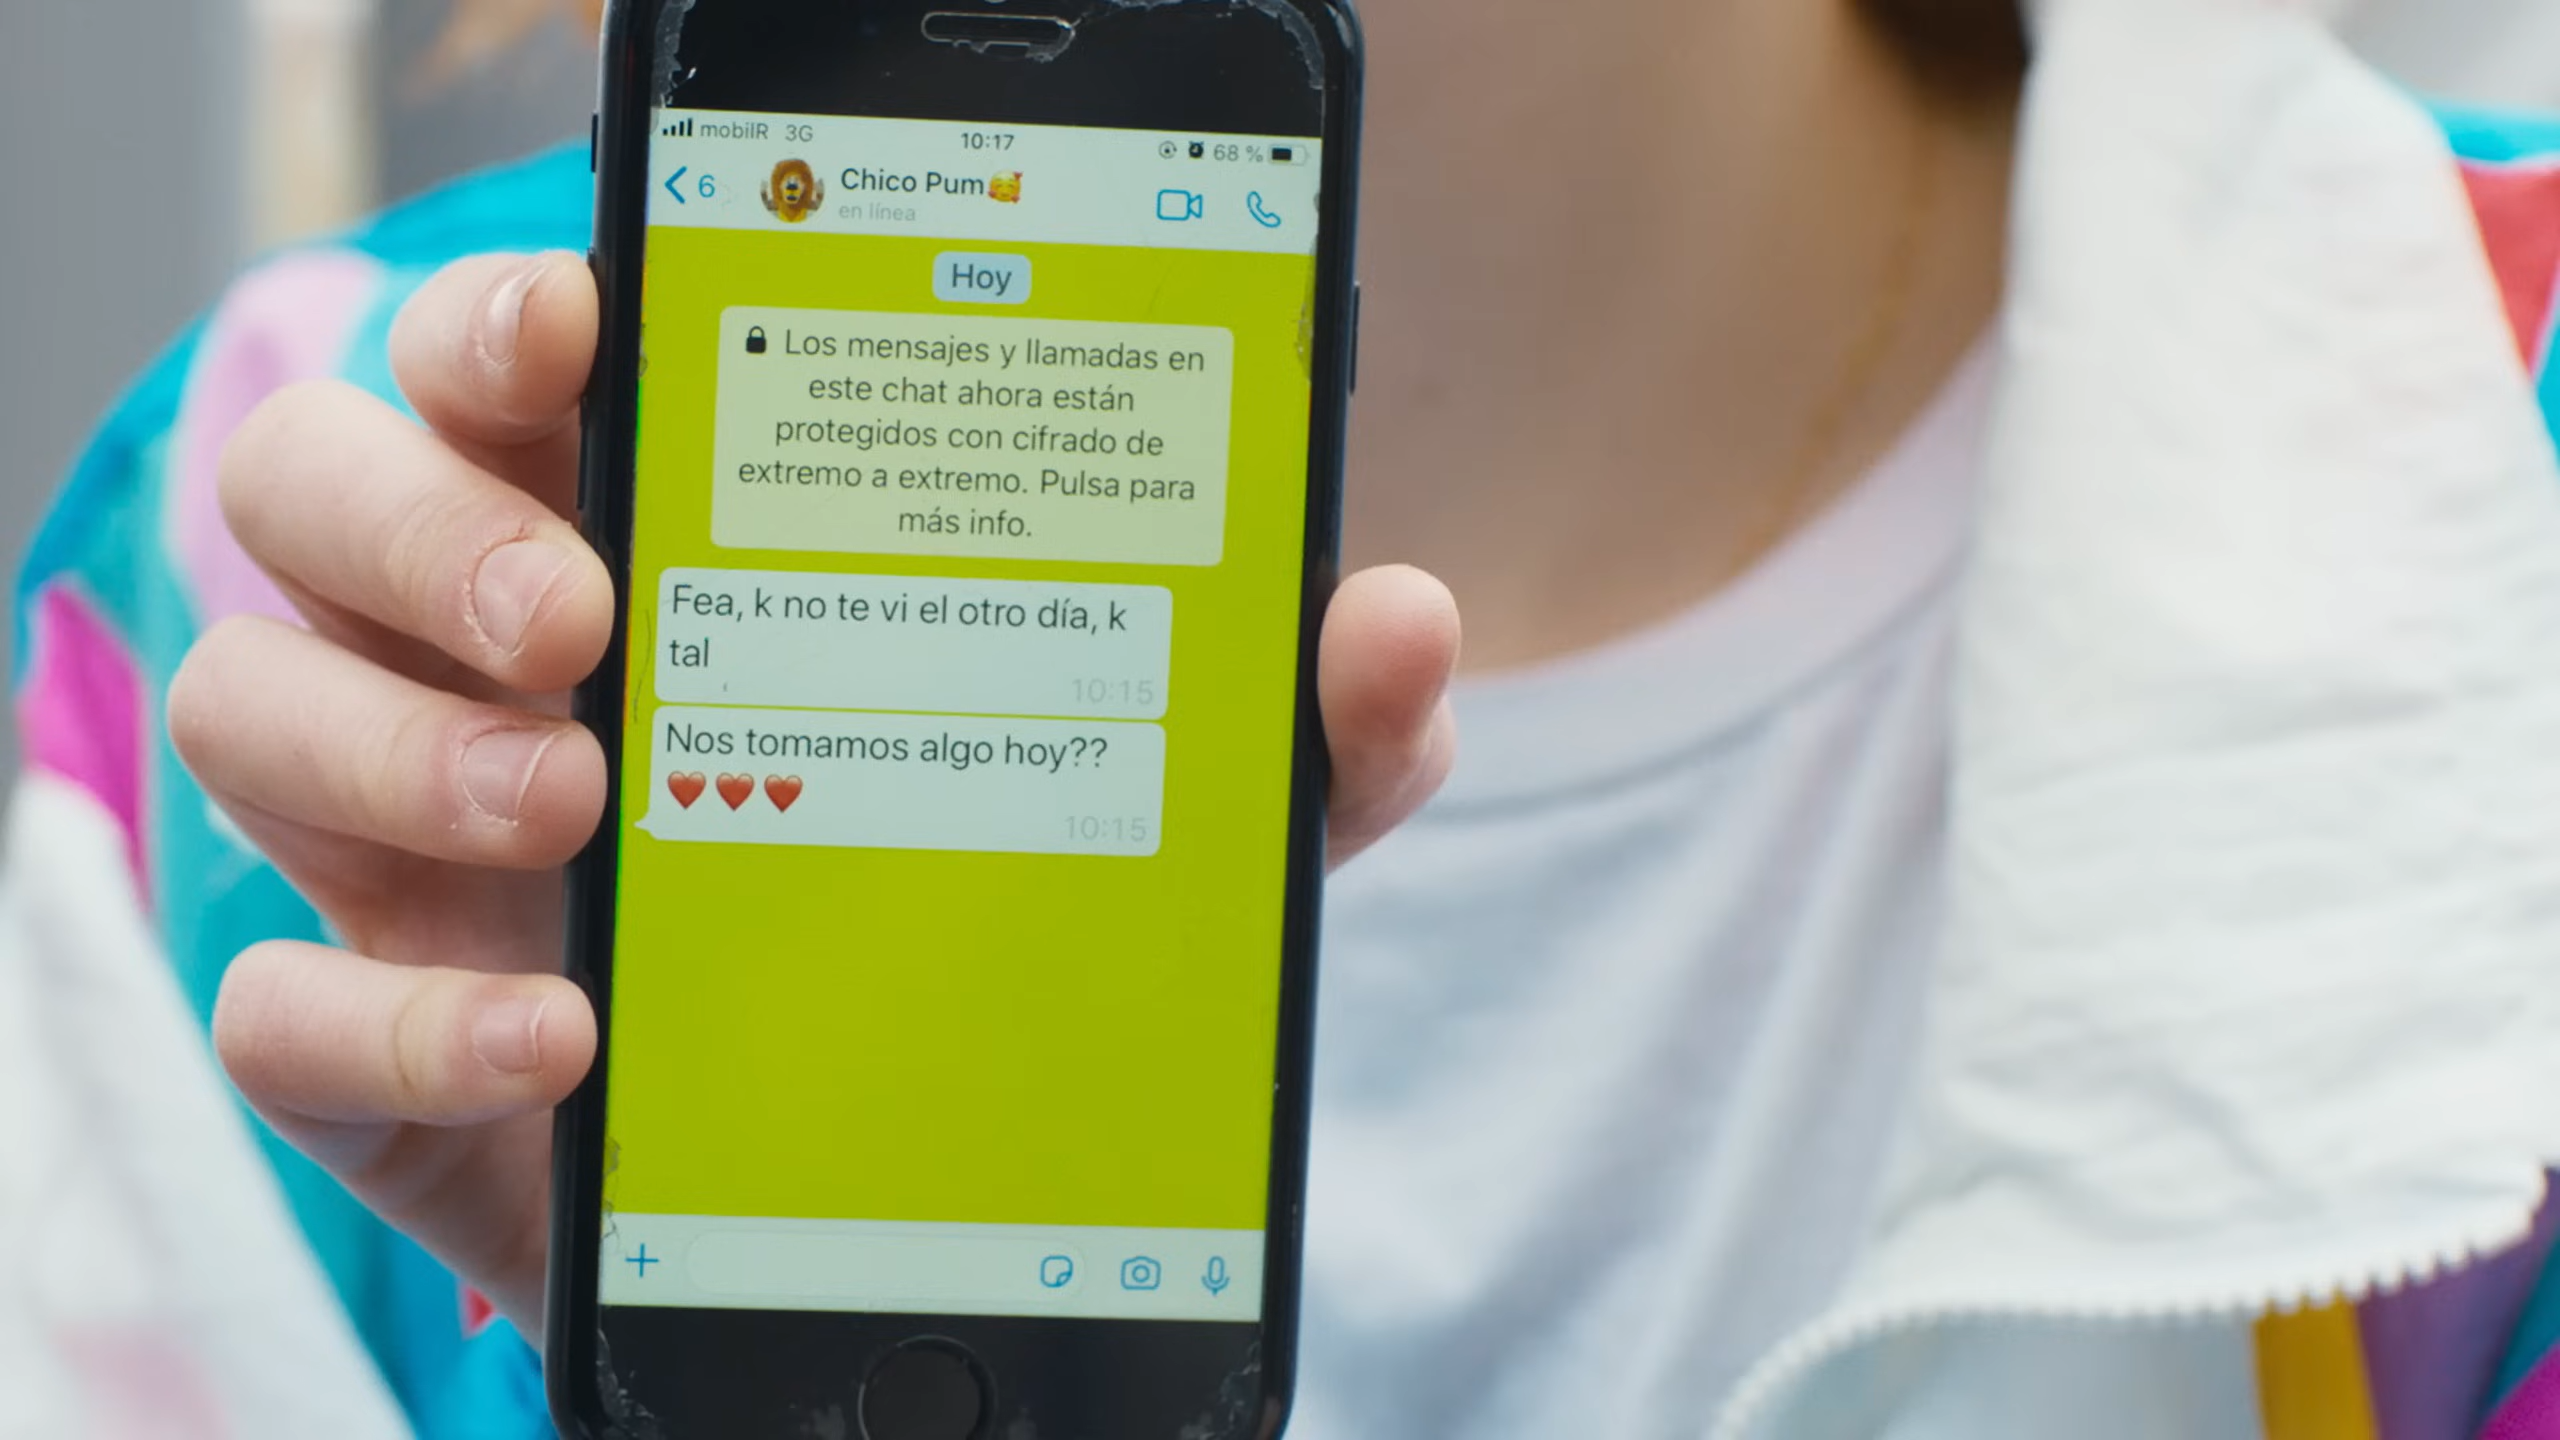 mobilR 3G 10:17 68 %
6 Chico Pum🥰
en línea
Hoy
🔒 Los mensajes y llamadas en
este chat ahora están
protegidos con cifrado de
extremo a extremo. Pulsa para
más info.
Fea, k no te vi el otro día, k
tal
10:15
Nos tomamos algo hoy??
❤️❤️❤️
10:15